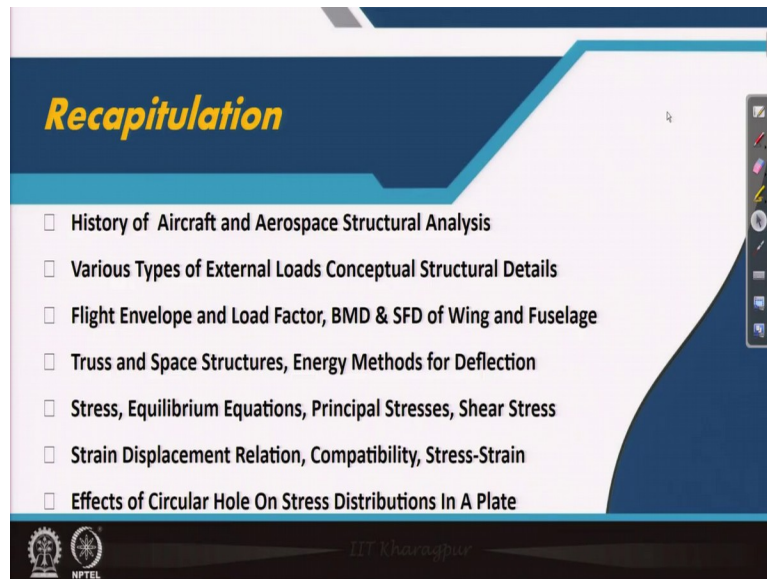 Recapitulation
History of Aircraft and Aerospace Structural Analysis
Various Types of External Loads Conceptual Structural Details
Flight Envelope and Load Factor, BMD & SFD of Wing and Fuselage
Truss and Space Structures, Energy Methods for Deflection
Stress, Equilibrium Equations, Principal Stresses, Shear Stress
Strain Displacement Relation, Compatibility, Stress-Strain
Effects of Circular Hole On Stress Distributions In A Plate
IIT Kharagpur
NPTEL